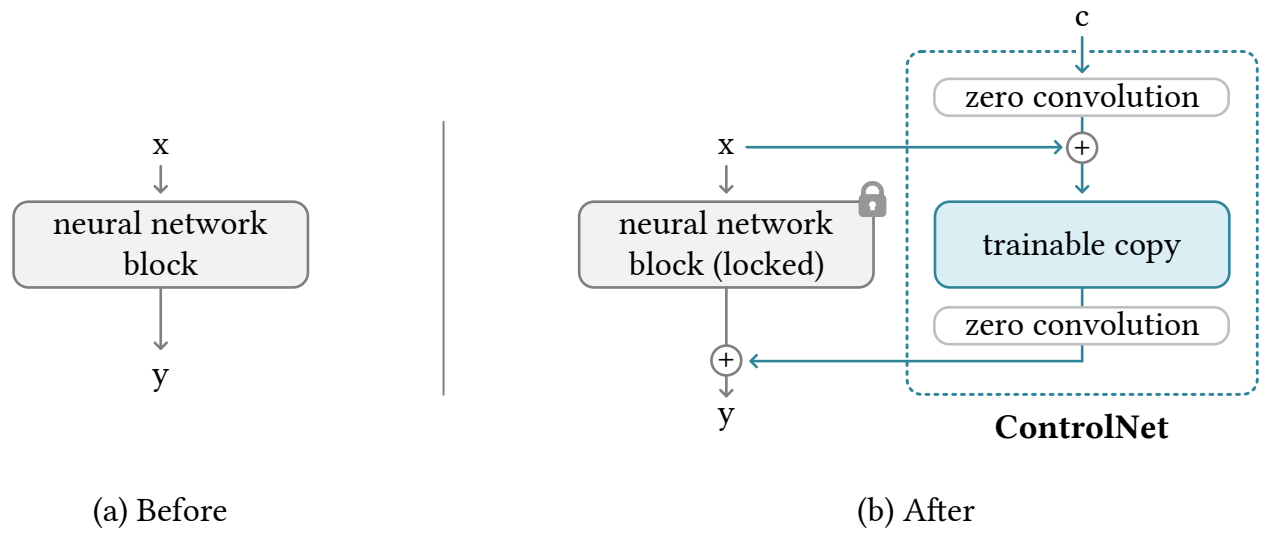 x
neural network
block
y
(a) Before
c
zero convolution
x
+
neural network
block (locked)
trainable copy
zero convolution
+
y
ControlNet
(b) After